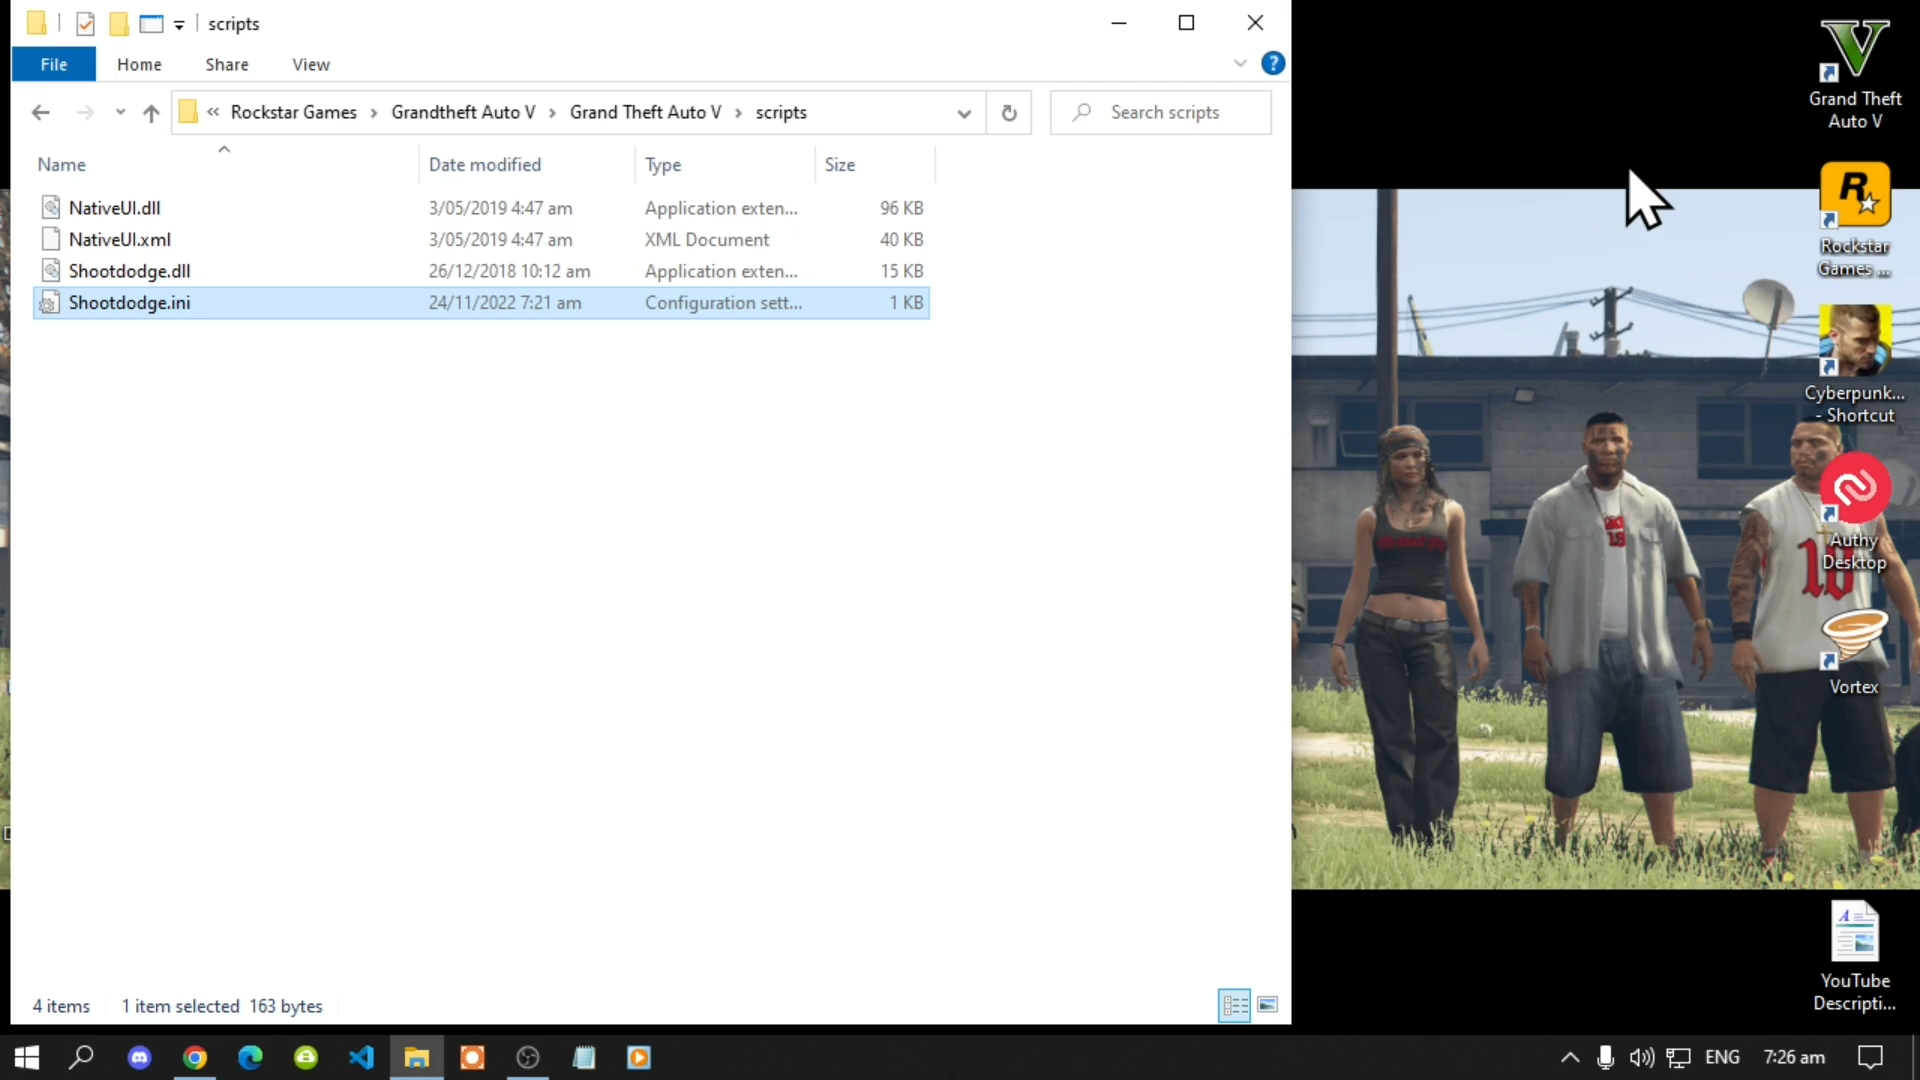 scripts
File Home Share View
« Rockstar Games > Grandtheft Auto V > Grand Theft Auto V > scripts
Search scripts
Name Date modified Type Size
NativeUI.dll 3/05/2019 4:47 am Application exten... 96 KB
NativeUI.xml 3/05/2019 4:47 am XML Document 40 KB
Shootdodge.dll 26/12/2018 10:12 am Application exten... 15 KB
Shootdodge.ini 24/11/2022 7:21 am Configuration sett... 1 KB
4 items 1 item selected 163 bytes
Grand Theft
Auto V
Rockstar
Games ...
Cyberpunk...
- Shortcut
Authy
Desktop
Vortex
YouTube
Descripti...
ENG 7:26 am